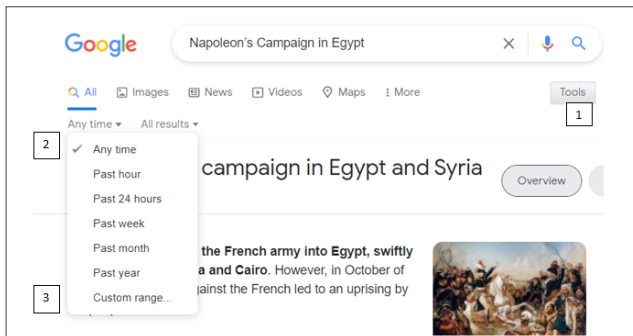 Google
Napoleon's Campaign in Egypt
All Images News Videos Maps More Tools
1
Any time All results
2
Any time
Past hour
Past 24 hours
Past week
Past month
Past year
3
Custom range...
campaign in Egypt and Syria
Overview
the French army into Egypt, swiftly
a and Cairo. However, in October of
gainst the French led to an uprising by